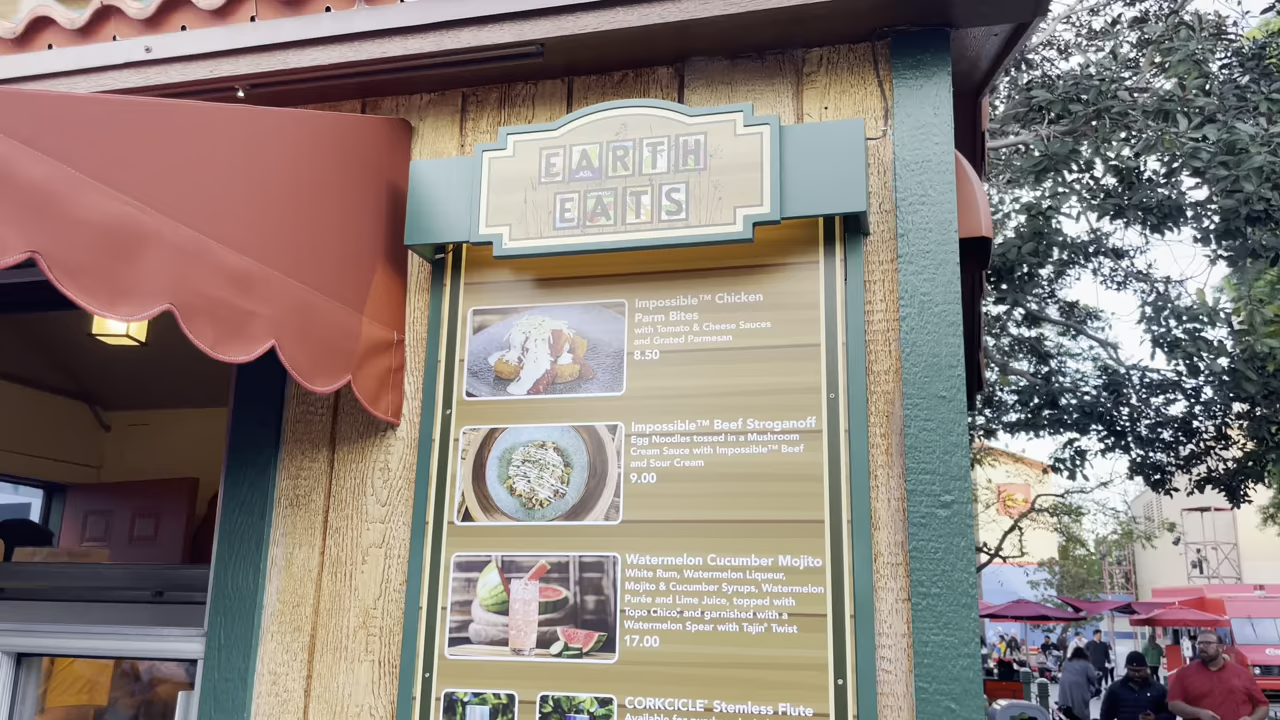 EARTH
EATS
Impossible™ Chicken
Parm Bites
with Tomato & Cheese Sauces
and Grated Parmesan
8.50
Impossible™ Beef Stroganoff
Egg Noodles tossed in a Mushroom
Cream Sauce with Impossible™ Beef
and Sour Cream
9.00
Watermelon Cucumber Mojito
White Rum, Watermelon Liqueur,
Mojito & Cucumber Syrups, Watermelon
Purée and Lime Juice, topped with
Topo Chico®, and garnished with a
Watermelon Spear with Tajín® Twist
17.00
CORKCICLE® Stemless Flute